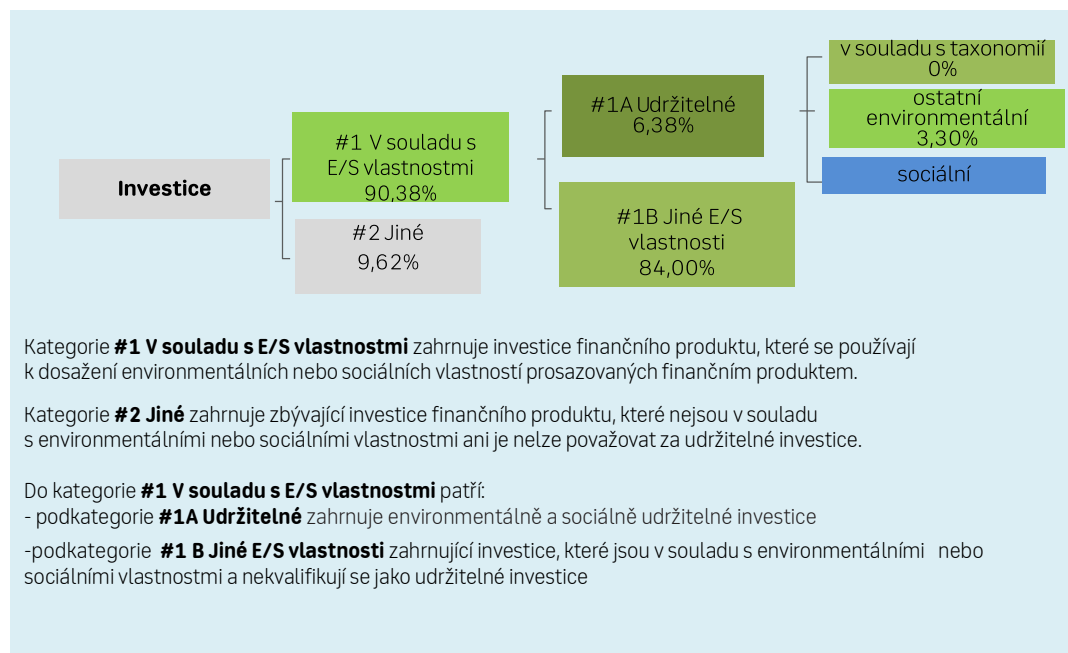 Investice
#1 V souladu s
E/S vlastnostmi
90,38%
#2 Jiné
9,62%
#1A Udržitelné
6,38%
#1B Jiné E/S
vlastnosti
84,00%
v souladu s taxonomií
0%
ostatní
environmentální
3,30%
sociální
Kategorie #1 V souladu s E/S vlastnostmi zahrnuje investice finančního produktu, které se používají
k dosažení environmentálních nebo sociálních vlastností prosazovaných finančním produktem.
Kategorie #2 Jiné zahrnuje zbývající investice finančního produktu, které nejsou v souladu
s environmentálními nebo sociálními vlastnostmi ani je nelze považovat za udržitelné investice.
Do kategorie #1 V souladu s E/S vlastnostmi patří:
- podkategorie #1A Udržitelné zahrnuje environmentálně a sociálně udržitelné investice
-podkategorie #1 B Jiné E/S vlastnosti zahrnující investice, které jsou v souladu s environmentálními nebo
sociálními vlastnostmi a nekvalifikují se jako udržitelné investice